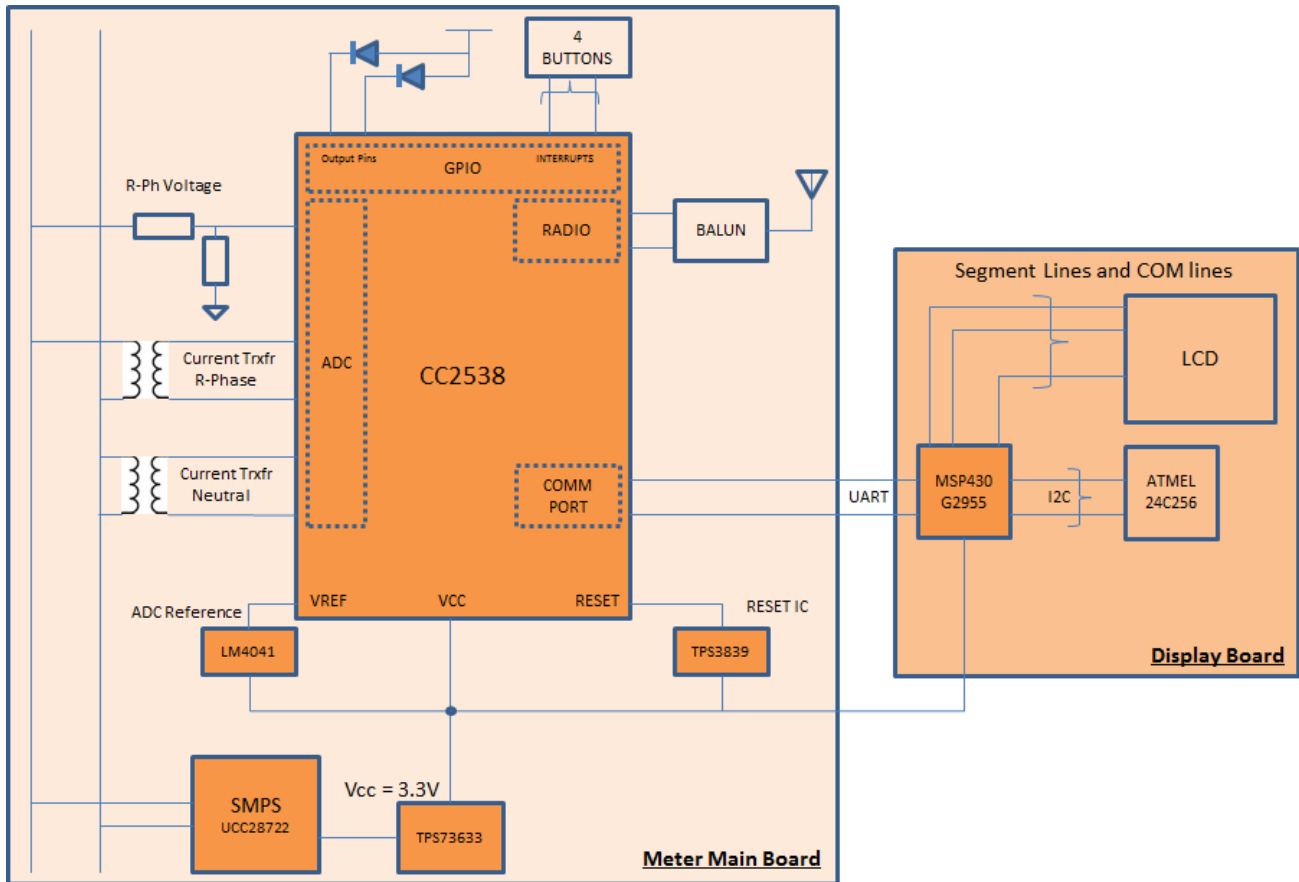 4
BUTTONS
Output Pins
INTERRUPTS
GPIO
R-Ph Voltage
RADIO
BALUN
Segment Lines and COM lines
LCD
Current Trxfr
R-Phase
ADC
CC2538
Current Trxfr
Neutral
COMM
PORT
UART
MSP430
G2955
I2C
ATMEL
24C256
VREF
VCC
RESET
ADC Reference
RESET IC
LM4041
TPS3839
Display Board
Vcc = 3.3V
SMPS
UCC28722
TPS73633
Meter Main Board